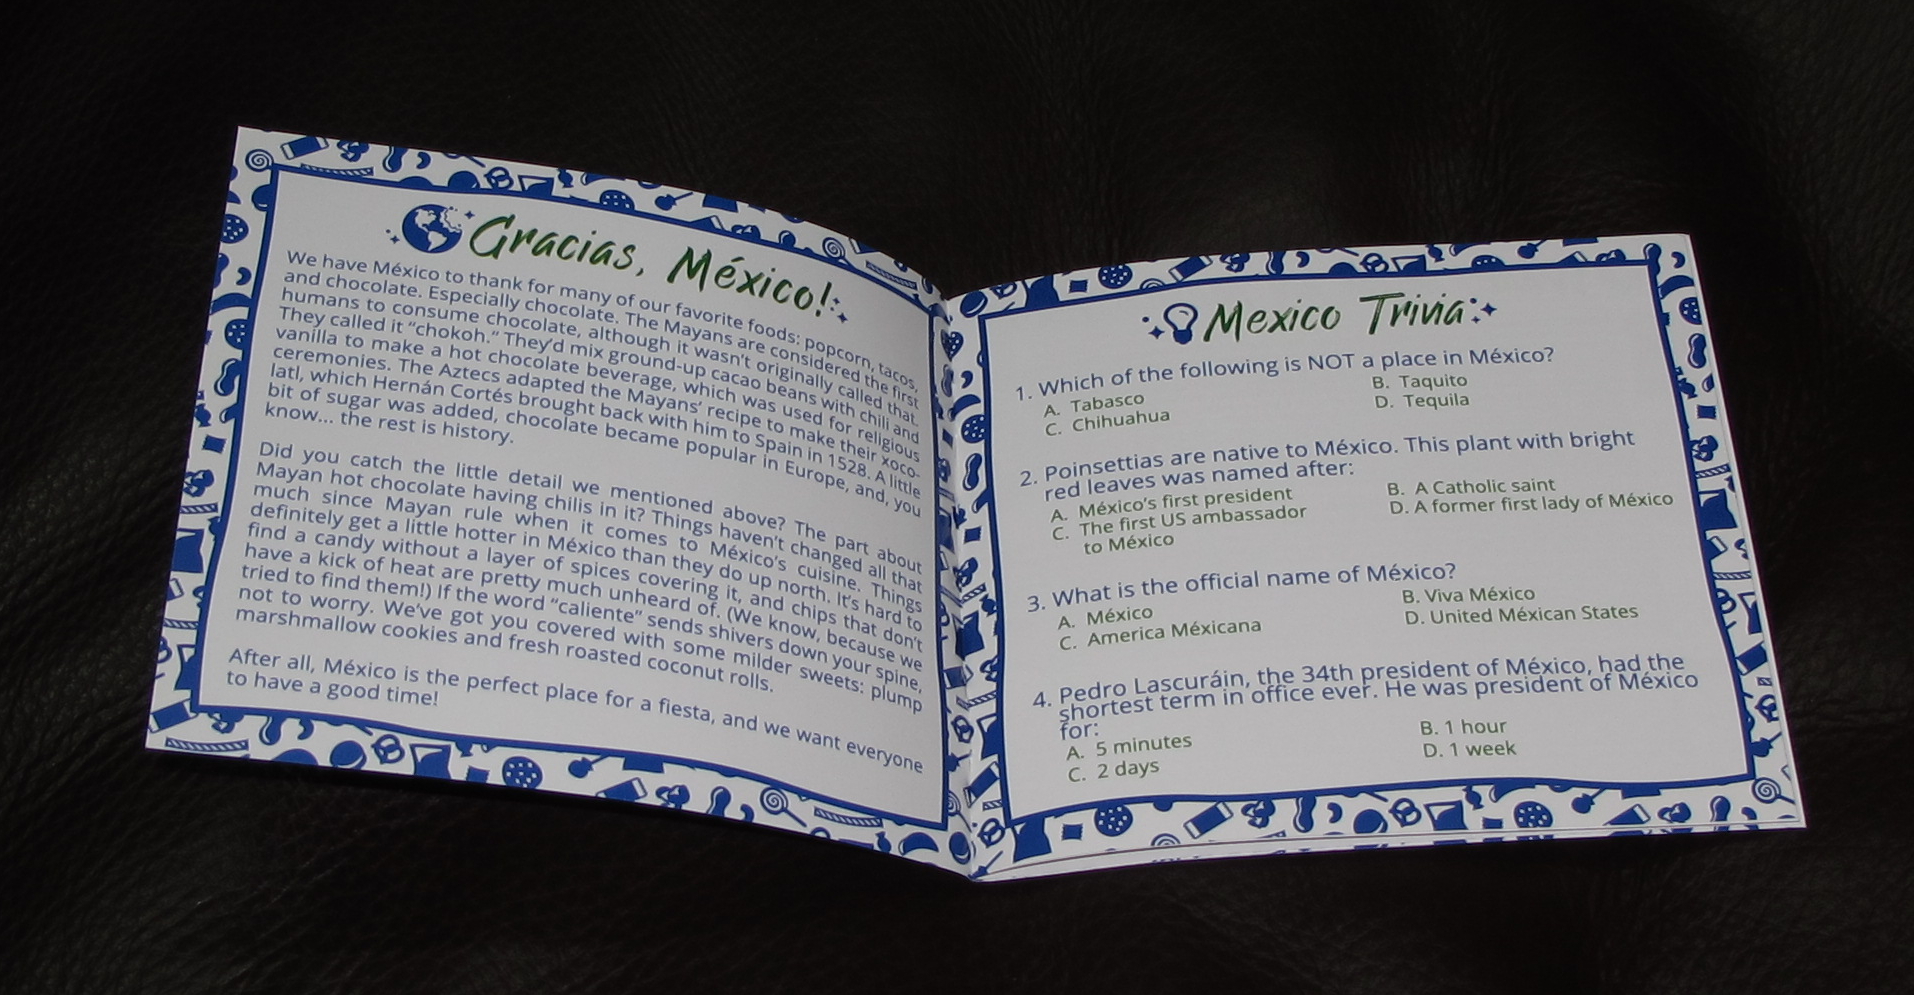 Gracias, México!
We have México to thank for many of our favorite foods: popcorn, tacos,
and chocolate. Especially chocolate. The Mayans are considered the first
humans to consume chocolate, although it wasn't originally called that.
They called it “chokoh.” They'd mix ground-up cacao beans with chili and
vanilla to make a hot chocolate beverage, which was used for religious
ceremonies. The Aztecs adapted the Mayans' recipe to make their xoco-
latl, which Hernán Cortés brought back with him to Spain in 1528. A little
bit of sugar was added, chocolate became popular in Europe, and, you
know... the rest is history.
Did you catch the little detail we mentioned above? The part about
Mayan hot chocolate having chilis in it? Things haven't changed all that
much since Mayan rule when it comes to México's cuisine. Things
definitely get a little hotter in México than they do up north. It's hard to
find a candy without a layer of spices covering it, and chips that don't
have a kick of heat are pretty much unheard of. (We know, because we
tried to find them!) If the word “caliente” sends shivers down your spine,
not to worry. We've got you covered with some milder sweets: plump
marshmallow cookies and fresh roasted coconut rolls.
After all, México is the perfect place for a fiesta, and we want everyone
to have a good time!
Mexico Trivia
1. Which of the following is NOT a place in México?
A. Tabasco B. Taquito
C. Chihuahua D. Tequila
2. Poinsettias are native to México. This plant with bright
red leaves was named after:
A. México's first president B. A Catholic saint
C. The first US ambassador D. A former first lady of México
to México
3. What is the official name of México?
A. México B. Viva México
C. America Méxicana D. United Méxican States
4. Pedro Lascuráin, the 34th president of México, had the
shortest term in office ever. He was president of México
for:
A. 5 minutes B. 1 hour
C. 2 days D. 1 week